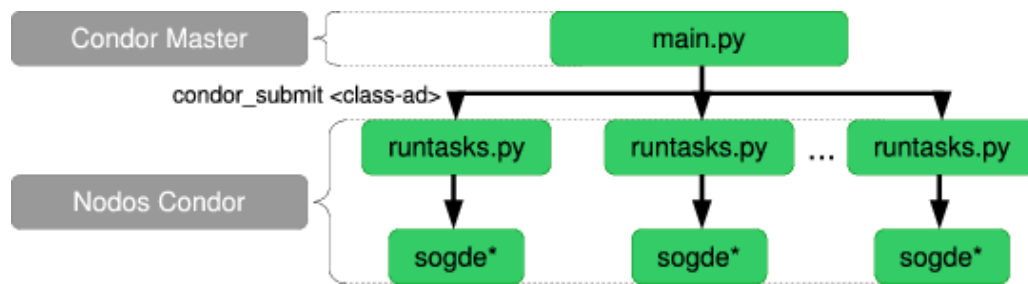 Condor Master
main.py
condor_submit <class-ad>
runtasks.py
runtasks.py
...
runtasks.py
Nodos Condor
sogde*
sogde*
sogde*